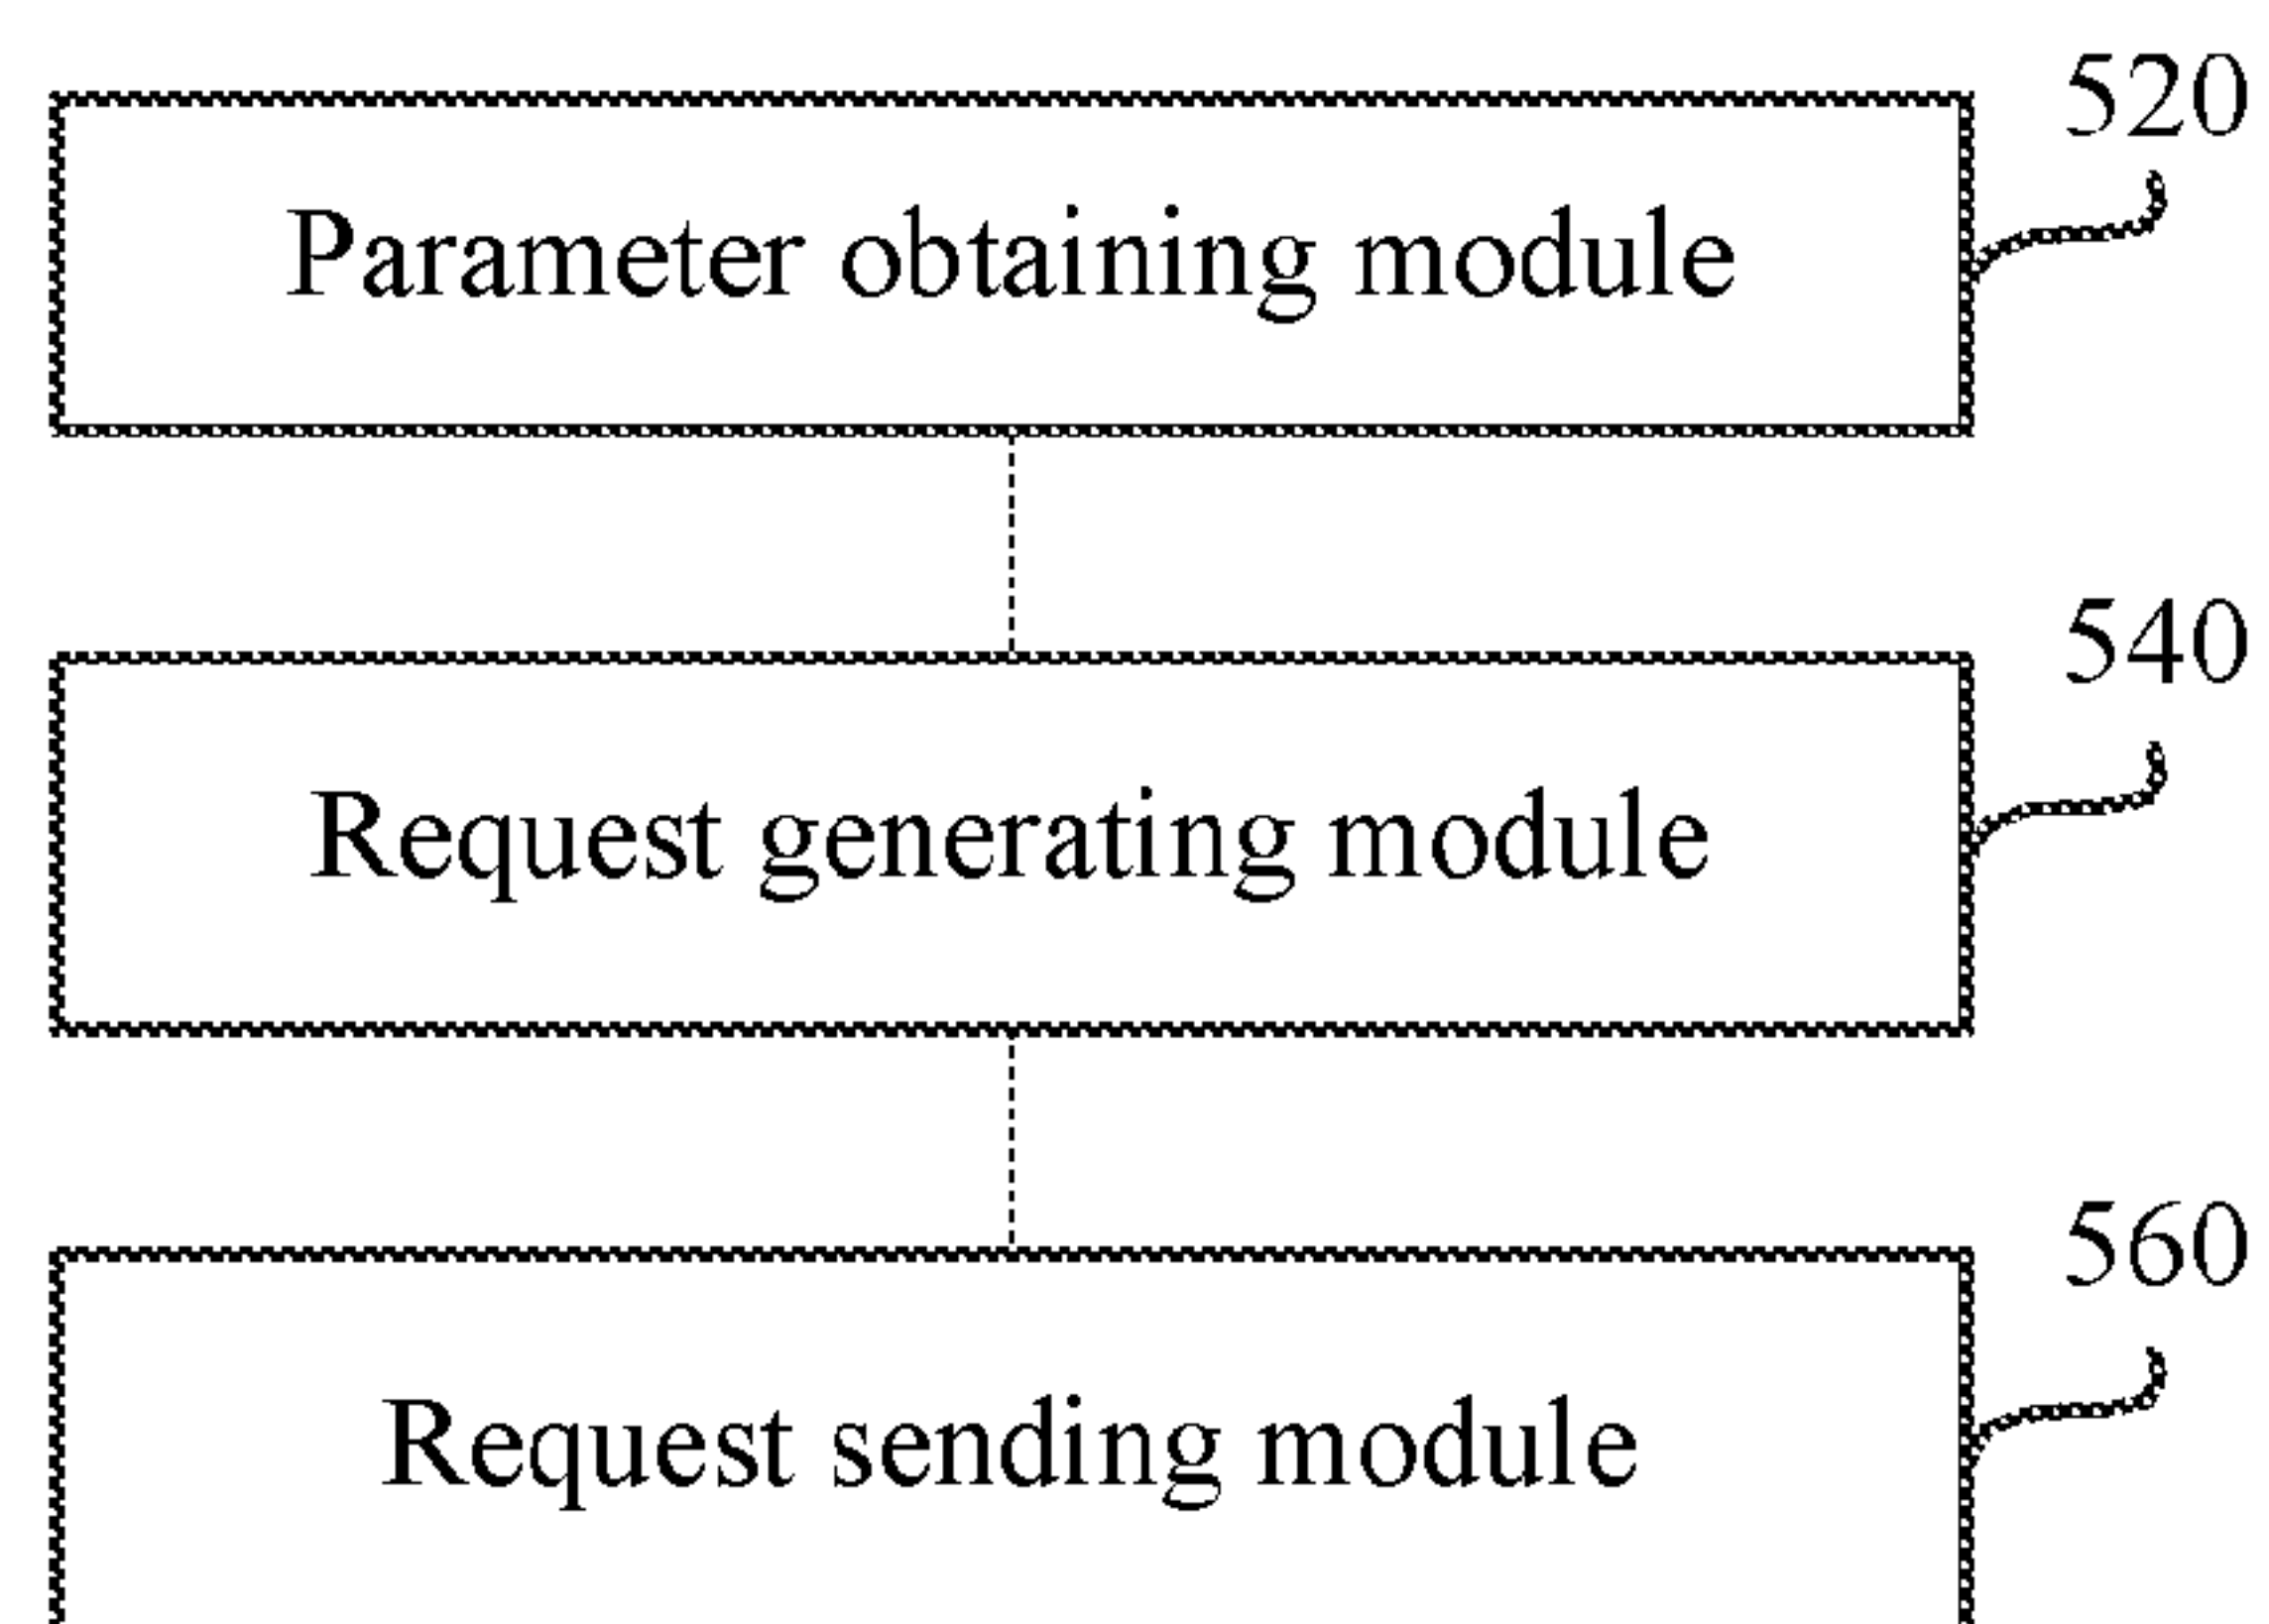 520
Parameter obtaining module
540
Request generating module
560
Request sending module